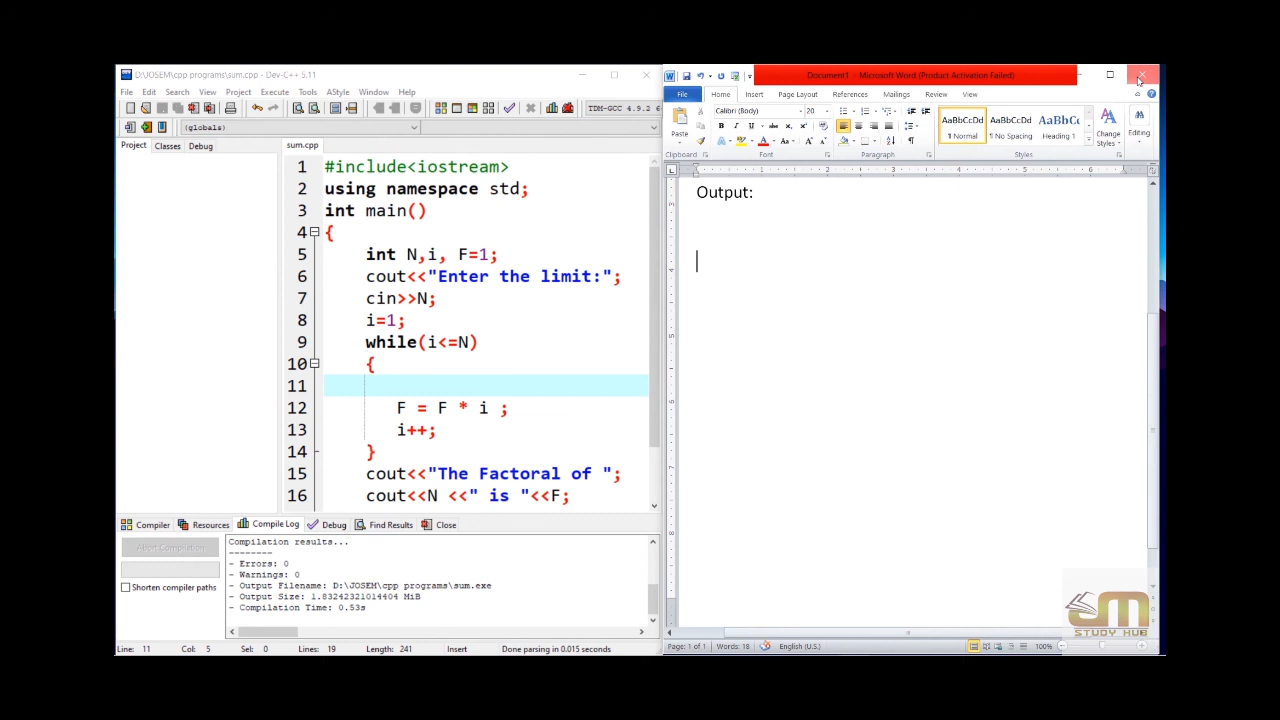 D:\JOSEM\cpp programs\sum.cpp - Dev-C++ 5.11
File Edit Search View Project Execute Tools AStyle Window Help
TDM-GCC 4.9.2 6
(globals)
Project Classes Debug
sum.cpp
1 #include<iostream>
2 using namespace std;
3 int main()
4 {
5 int N,i, F=1;
6 cout<<"Enter the limit:";
7 cin>>N;
8 i=1;
9 while(i<=N)
10 {
11
12 F = F * i ;
13 i++;
14 }
15 cout<<"The Factoral of ";
16 cout<<N <<" is "<<F;
Compiler Resources Compile Log Debug Find Results Close
Abort Compilation
Shorten compiler paths
Compilation results...
--------
- Errors: 0
- Warnings: 0
- Output Filename: D:\JOSEM\cpp programs\sum.exe
- Output Size: 1.83242321014404 MiB
- Compilation Time: 0.53s
Line: 11 Col: 5 Sel: 0 Lines: 19 Length: 241 Insert Done parsing in 0.015 seconds
Document1 - Microsoft Word (Product Activation Failed)
File Home Insert Page Layout References Mailings Review View
Paste
Calibri (Body) 20
AaBbCcDd AaBbCcDd AaBbCc
¶ Normal ¶ No Spacing Heading 1
Change Styles
Editing
Clipboard Font Paragraph Styles
Output:
STUDY HUB
Page: 1 of 1 Words: 18 English (U.S.) 100%